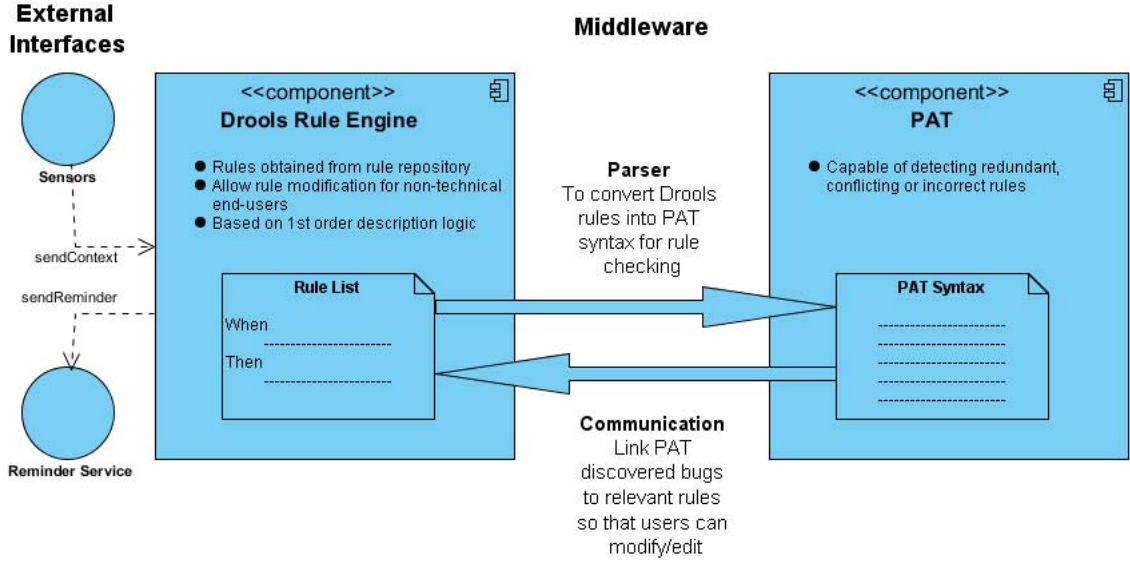 External
Interfaces
Middleware
Sensors
sendContext
sendReminder
Reminder Service
<<component>>
Drools Rule Engine
● Rules obtained from rule repository
● Allow rule modification for non-technical
end-users
● Based on 1st order description logic
Rule List
When
Then
Parser
To convert Drools
rules into PAT
syntax for rule
checking
Communication
Link PAT
discovered bugs
to relevant rules
so that users can
modify/edit
<<component>>
PAT
● Capable of detecting redundant,
conflicting or incorrect rules
PAT Syntax